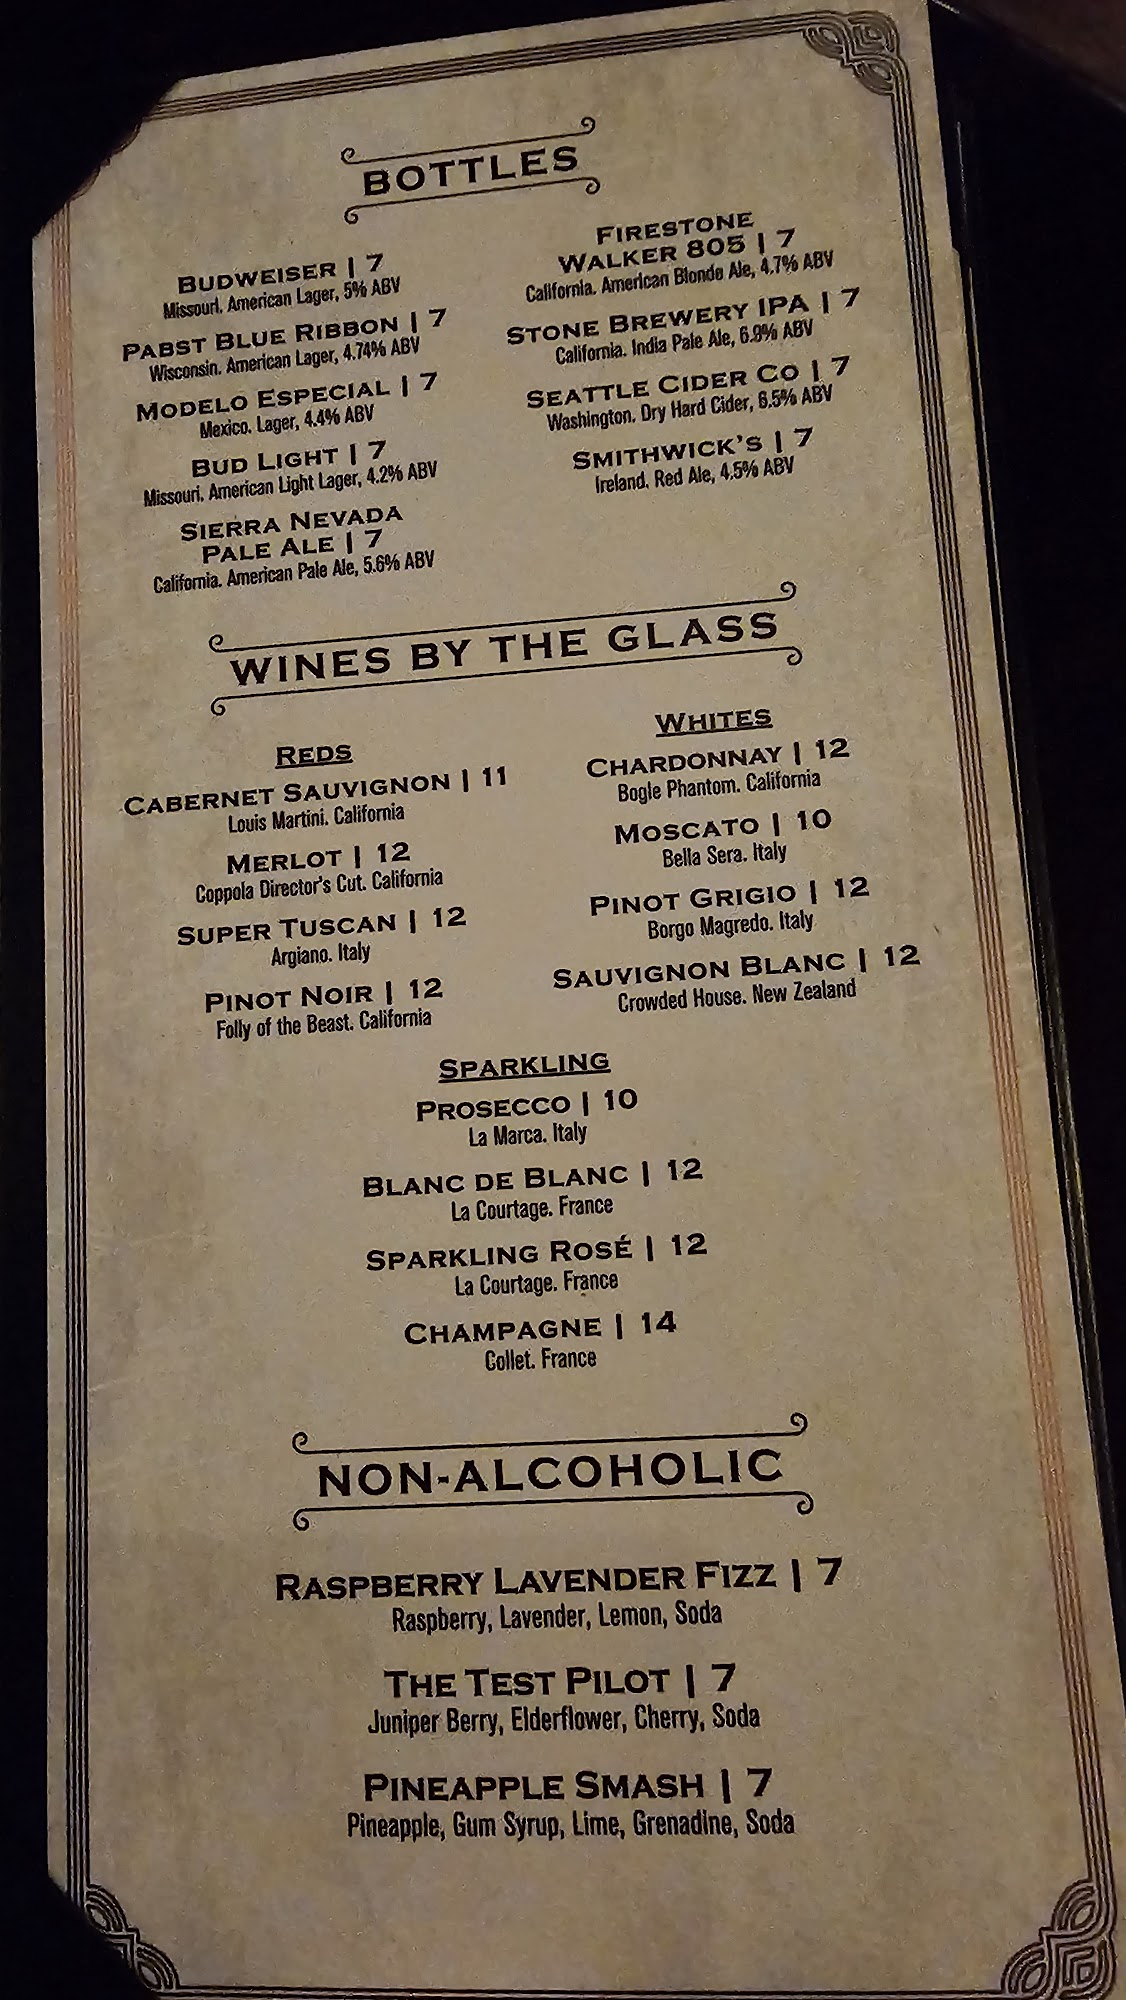 BOTTLES
BUDWEISER | 7
Missouri. American Lager, 5% ABV
PABST BLUE RIBBON | 7
Wisconsin. American Lager, 4.74% ABV
MODELO ESPECIAL | 7
Mexico. Lager, 4.4% ABV
BUD LIGHT | 7
Missouri. American Light Lager, 4.2% ABV
SIERRA NEVADA
PALE ALE | 7
California. American Pale Ale, 5.6% ABV
FIRESTONE
WALKER 805 | 7
California. American Blonde Ale, 4.7% ABV
STONE BREWERY IPA | 7
California. India Pale Ale, 6.9% ABV
SEATTLE CIDER CO | 7
Washington. Dry Hard Cider, 6.5% ABV
SMITHWICK'S | 7
Ireland. Red Ale, 4.5% ABV
WINES BY THE GLASS
REDS
CABERNET SAUVIGNON | 11
Louis Martini. California
MERLOT | 12
Coppola Director's Cut. California
SUPER TUSCAN | 12
Argiano. Italy
PINOT NOIR | 12
Folly of the Beast. California
WHITES
CHARDONNAY | 12
Bogle Phantom. California
MOSCATO | 10
Bella Sera. Italy
PINOT GRIGIO | 12
Borgo Magredo. Italy
SAUVIGNON BLANC | 12
Crowded House. New Zealand
SPARKLING
PROSECCO | 10
La Marca. Italy
BLANC DE BLANC | 12
La Courtage. France
SPARKLING ROSÉ | 12
La Courtage. France
CHAMPAGNE | 14
Collet. France
NON-ALCOHOLIC
RASPBERRY LAVENDER FIZZ | 7
Raspberry, Lavender, Lemon, Soda
THE TEST PILOT | 7
Juniper Berry, Elderflower, Cherry, Soda
PINEAPPLE SMASH | 7
Pineapple, Gum Syrup, Lime, Grenadine, Soda